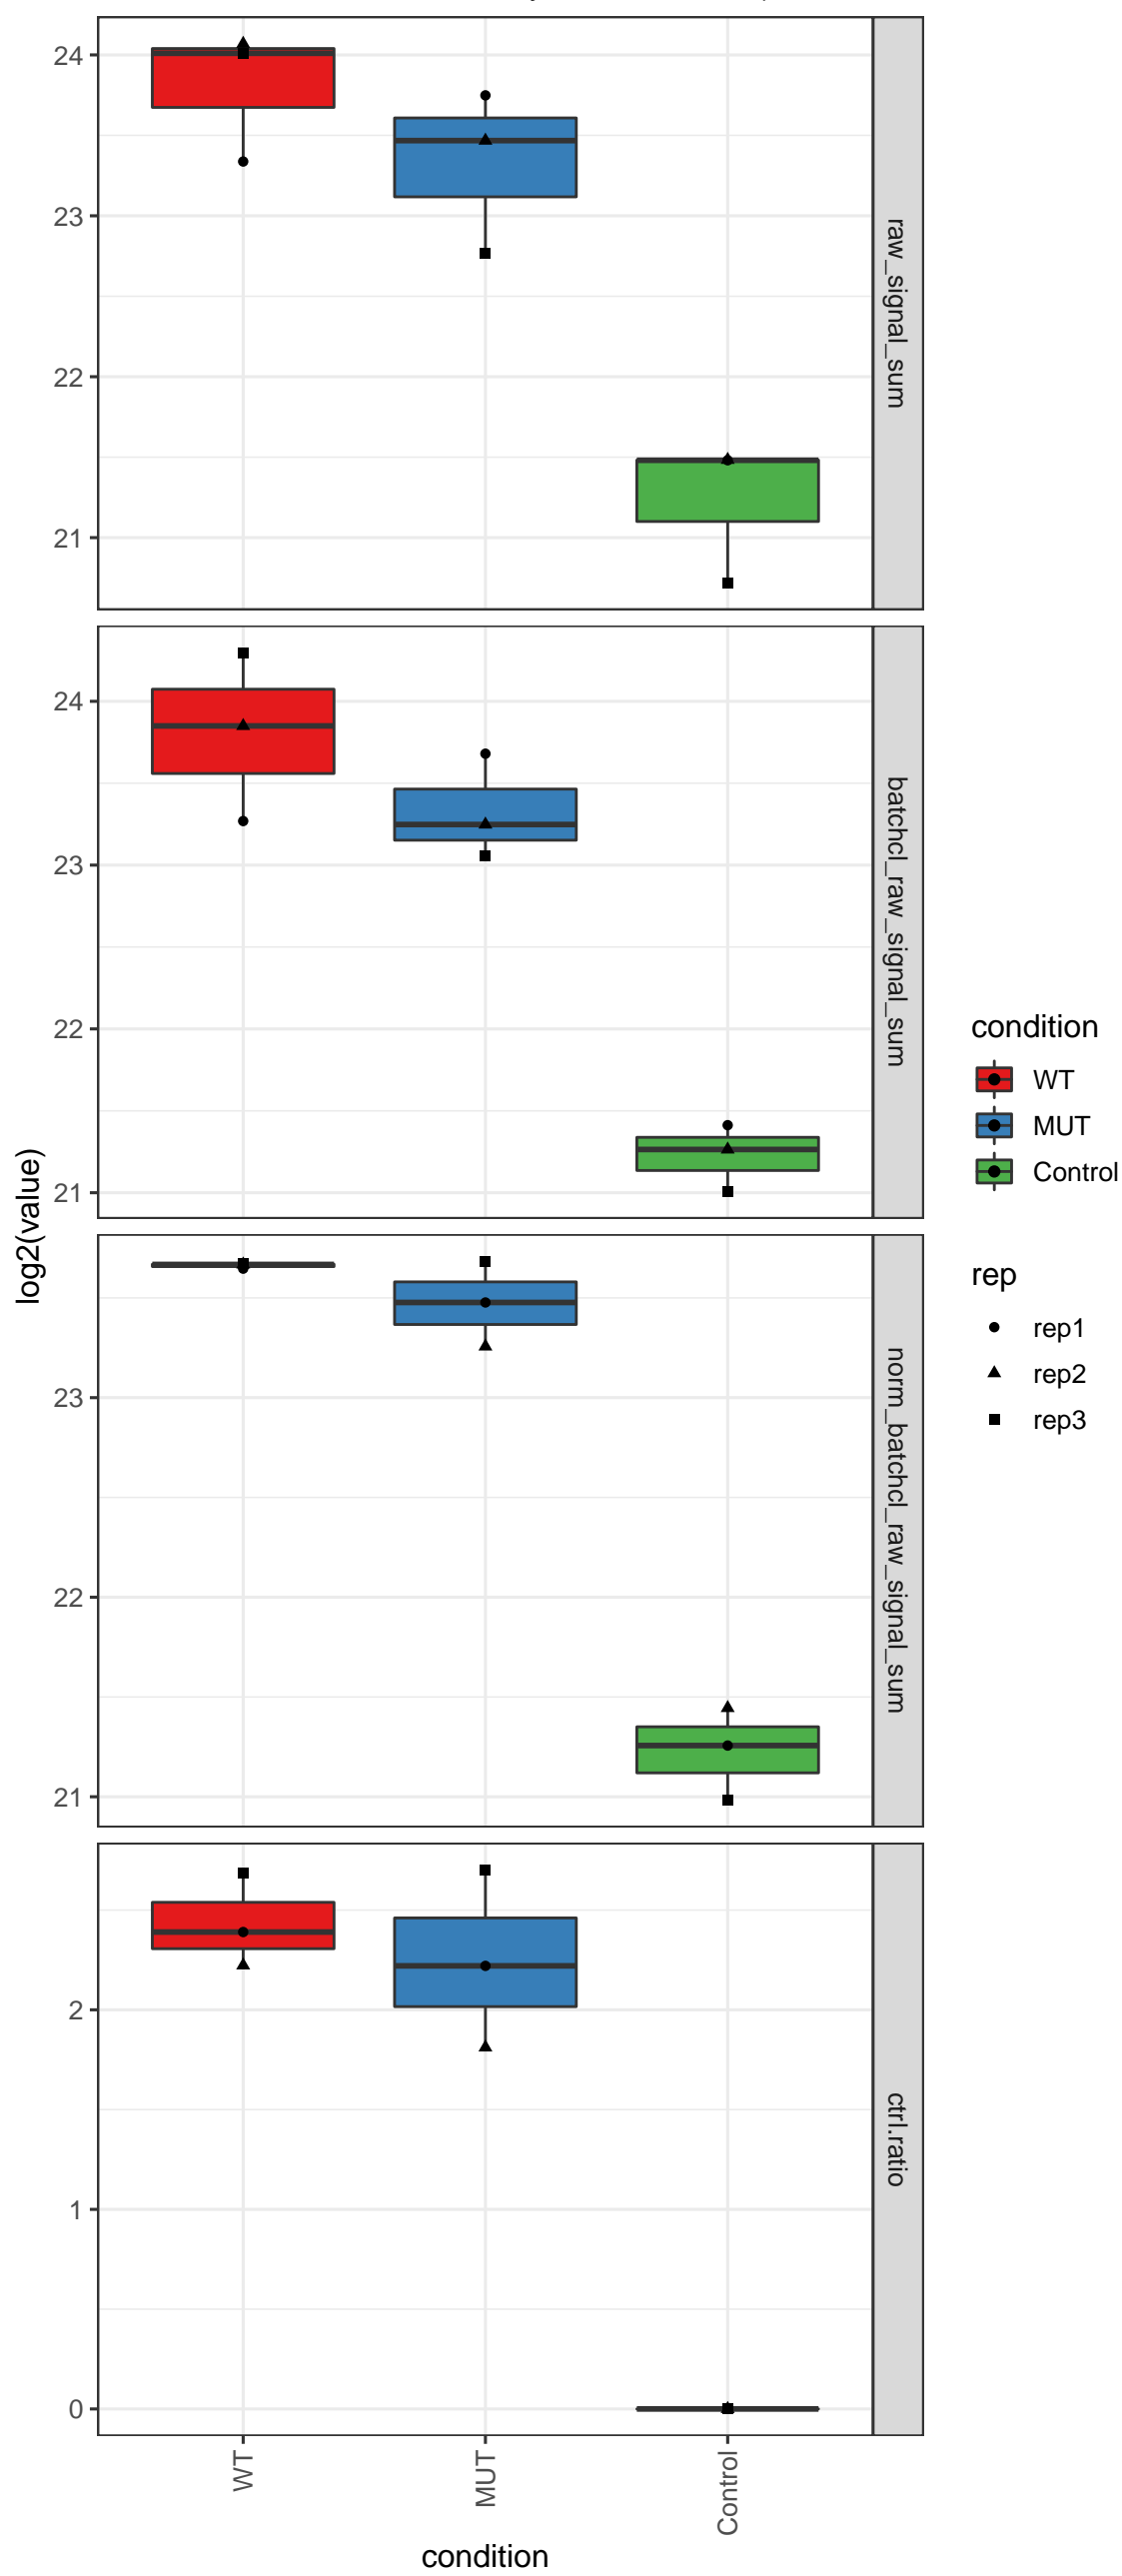 24
23
22
21
raw_signal_sum
24
23
22
21
batchcl_raw_signal_sum
23
22
21
norm_batchcl_raw_signal_sum
2
1
0
ctrl.ratio
log2(value)
WT
MUT
Control
condition
condition
WT
MUT
Control
rep
rep1
rep2
rep3